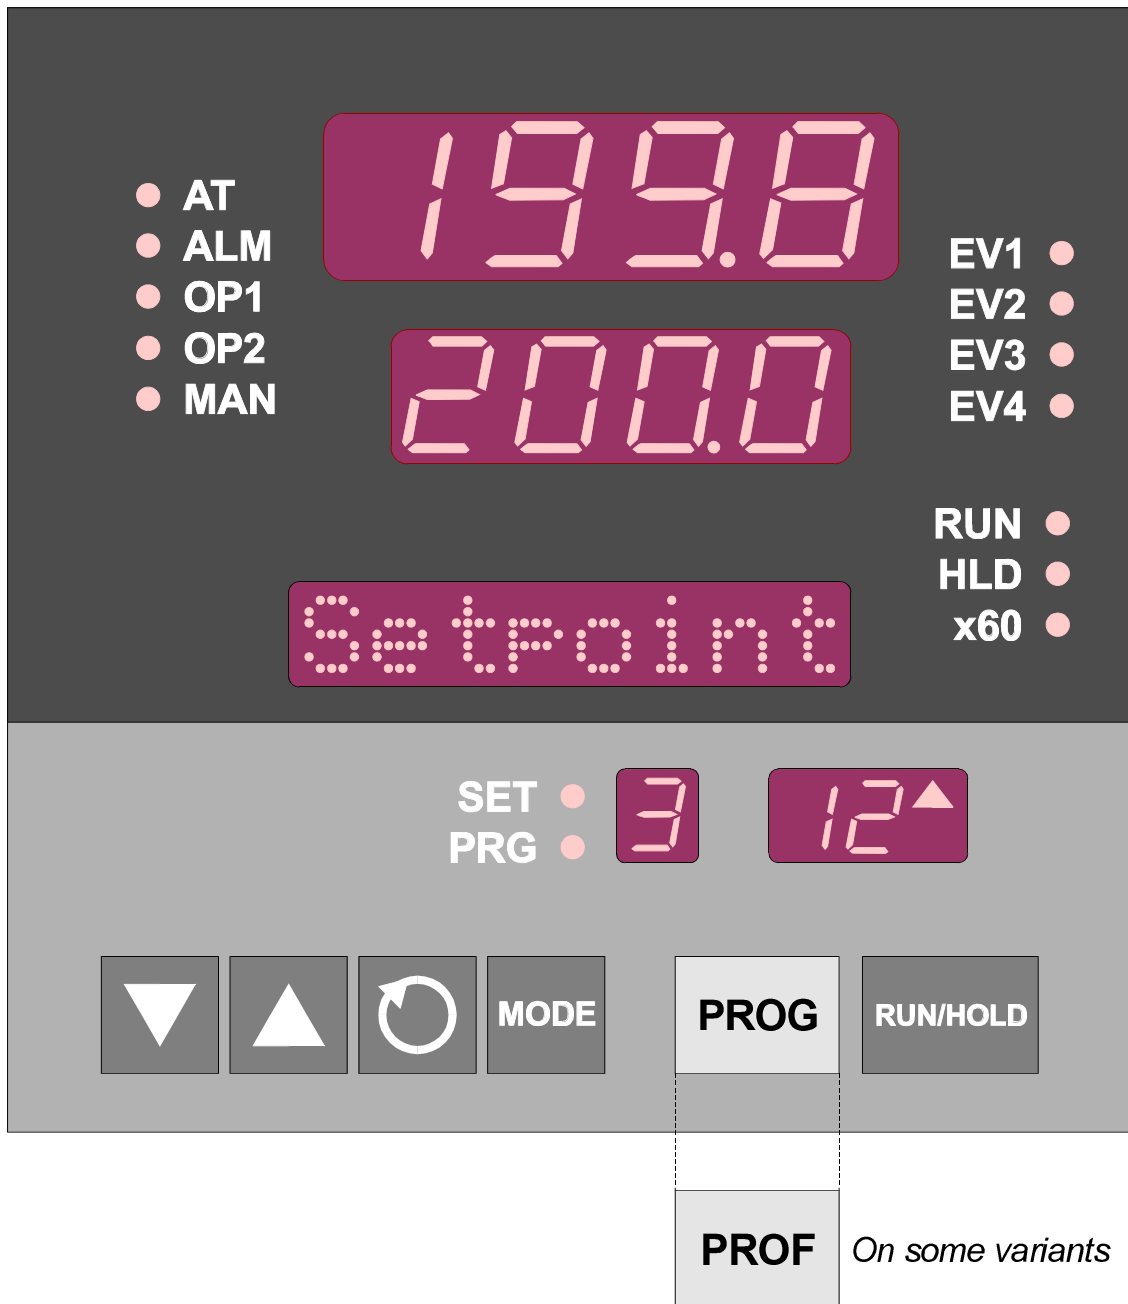 199.8
AT
ALM
OP1
OP2
MAN
EV1
EV2
EV3
EV4
200.0
RUN
HLD
x60
Setpoint
SET
PRG
3
12
MODE
PROG
RUN/HOLD
PROF
On some variants